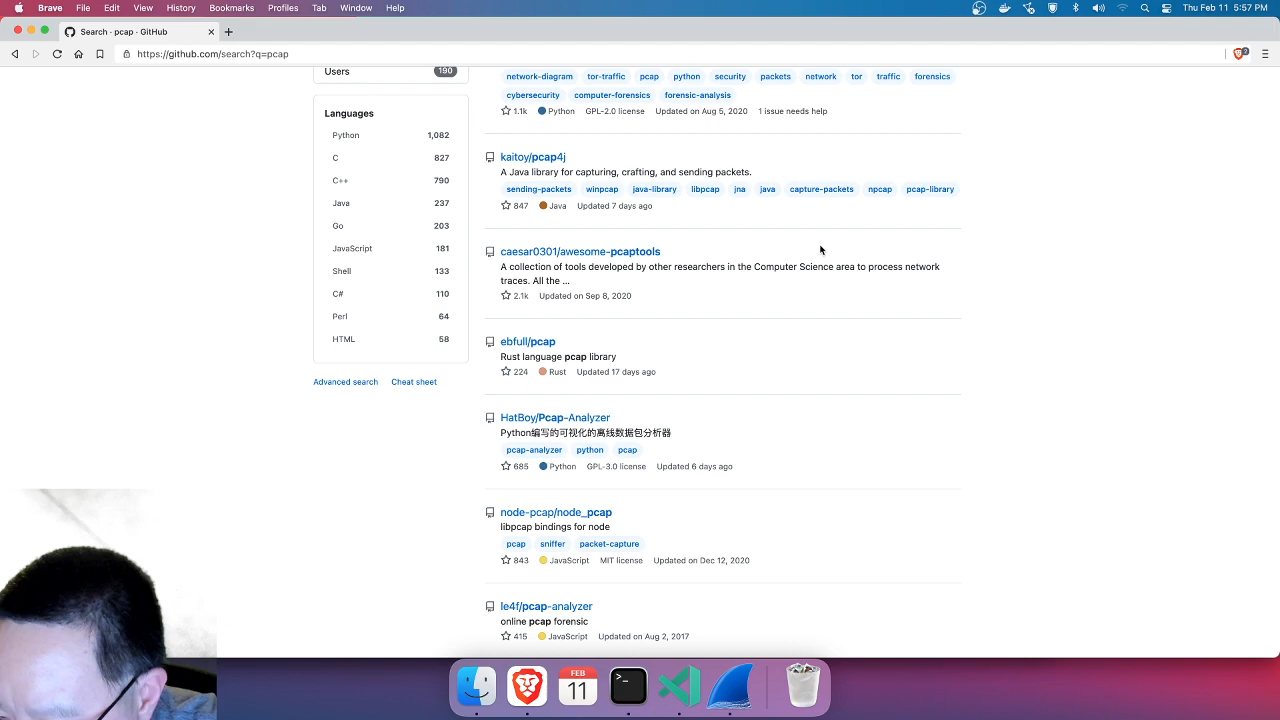 Brave File Edit View History Bookmarks Profiles Tab Window Help
Thu Feb 11 5:57 PM
Search · pcap · GitHub
https://github.com/search?q=pcap
2
Users 190
Languages
Python 1,082
C 827
C++ 790
Java 237
Go 203
JavaScript 181
Shell 133
C# 110
Perl 64
HTML 58
Advanced search Cheat sheet
network-diagram tor-traffic pcap python security packets network tor traffic forensics
cybersecurity computer-forensics forensic-analysis
1.1k Python GPL-2.0 license Updated on Aug 5, 2020 1 issue needs help
kaitoy/pcap4j
A Java library for capturing, crafting, and sending packets.
sending-packets winpcap java-library libpcap jna java capture-packets npcap pcap-library
847 Java Updated 7 days ago
caesar0301/awesome-pcaptools
A collection of tools developed by other researchers in the Computer Science area to process network
traces. All the ...
2.1k Updated on Sep 8, 2020
ebfull/pcap
Rust language pcap library
224 Rust Updated 17 days ago
HatBoy/Pcap-Analyzer
Python编写的可视化的离线数据包分析器
pcap-analyzer python pcap
685 Python GPL-3.0 license Updated 6 days ago
node-pcap/node_pcap
libpcap bindings for node
pcap sniffer packet-capture
843 JavaScript MIT license Updated on Dec 12, 2020
le4f/pcap-analyzer
online pcap forensic
415 JavaScript Updated on Aug 2, 2017
FEB
11
>_